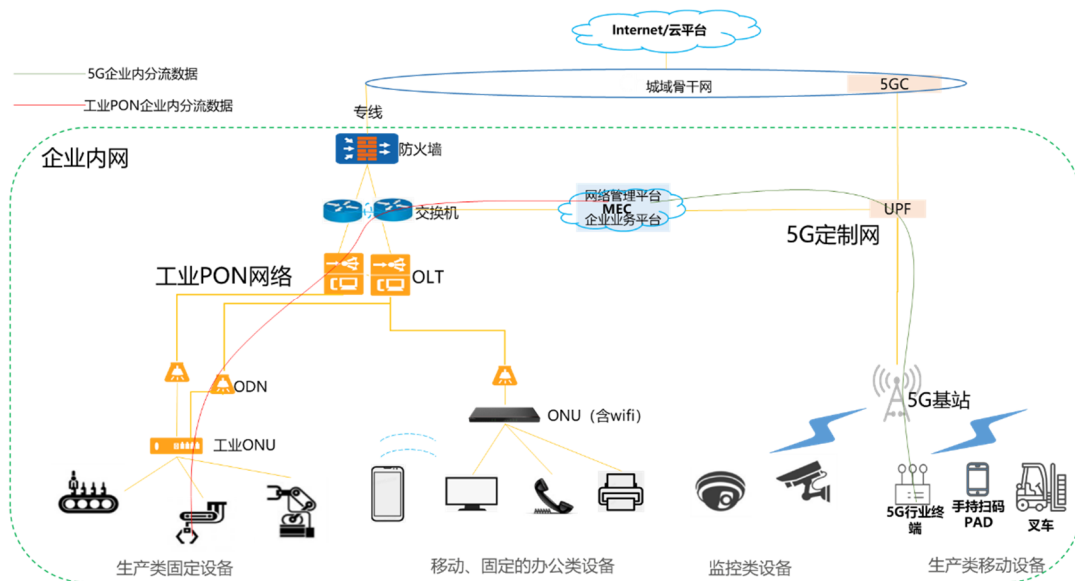 Internet/云平台
5G企业内分流数据
城域骨干网
5GC
工业PON企业内分流数据
专线
企业内网
防火墙
网络管理平台
MEC
企业业务平台
交换机
UPF
5G定制网
工业PON网络
OLT
ODN
5G基站
ONU（含wifi）
工业ONU
5G行业终
端
手持扫码
PAD
叉车
生产类固定设备
移动、固定的办公类设备
监控类设备
生产类移动设备